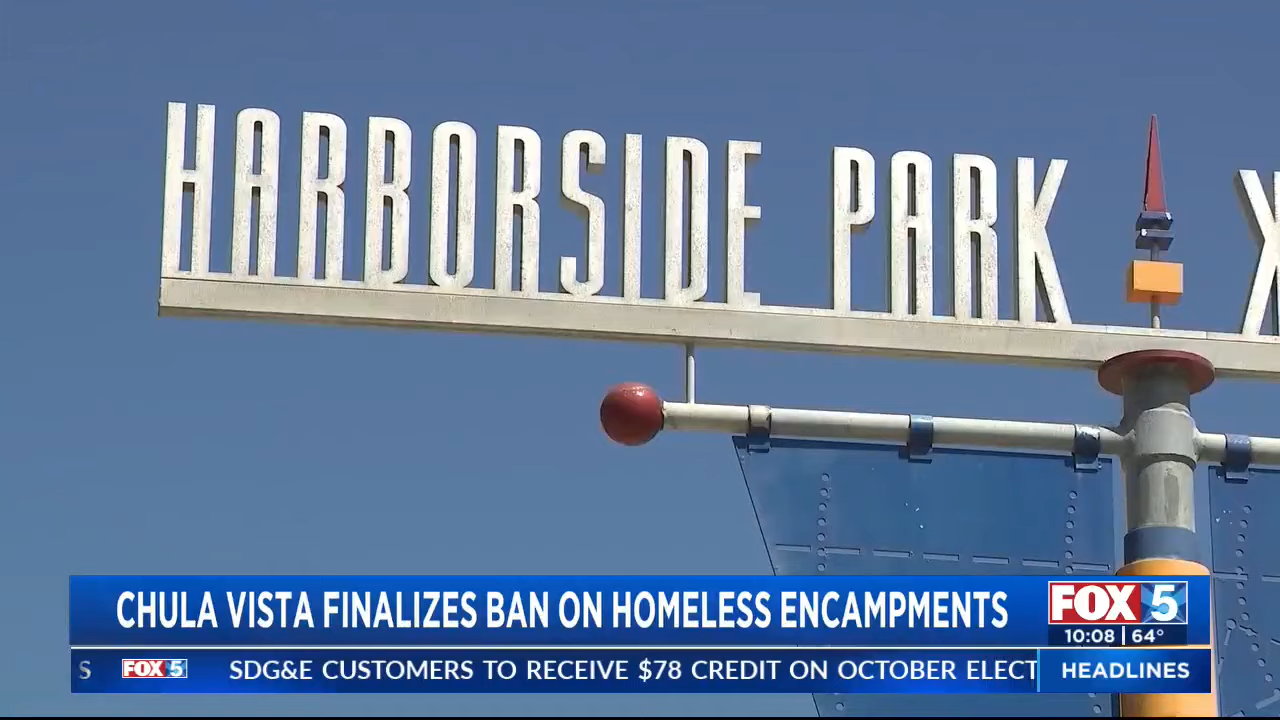 HARBORSIDE PARK
CHULA VISTA FINALIZES BAN ON HOMELESS ENCAMPMENTS
FOX 5
10:08 | 64°
S FOX 5 SDG&E CUSTOMERS TO RECEIVE $78 CREDIT ON OCTOBER ELECT
HEADLINES